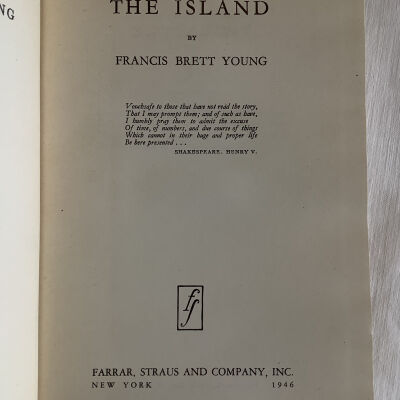 NG
THE ISLAND
BY
FRANCIS BRETT YOUNG
Vouchsafe to those that have not read the story,
That I may prompt them; and of such as have,
I humbly pray them to admit the excuse
Of time, of numbers, and due course of things
Which cannot in their huge and proper life
Be here presented . . .
SHAKESPEARE. HENRY V.
ff
FARRAR, STRAUS AND COMPANY, INC.
NEW YORK 1946